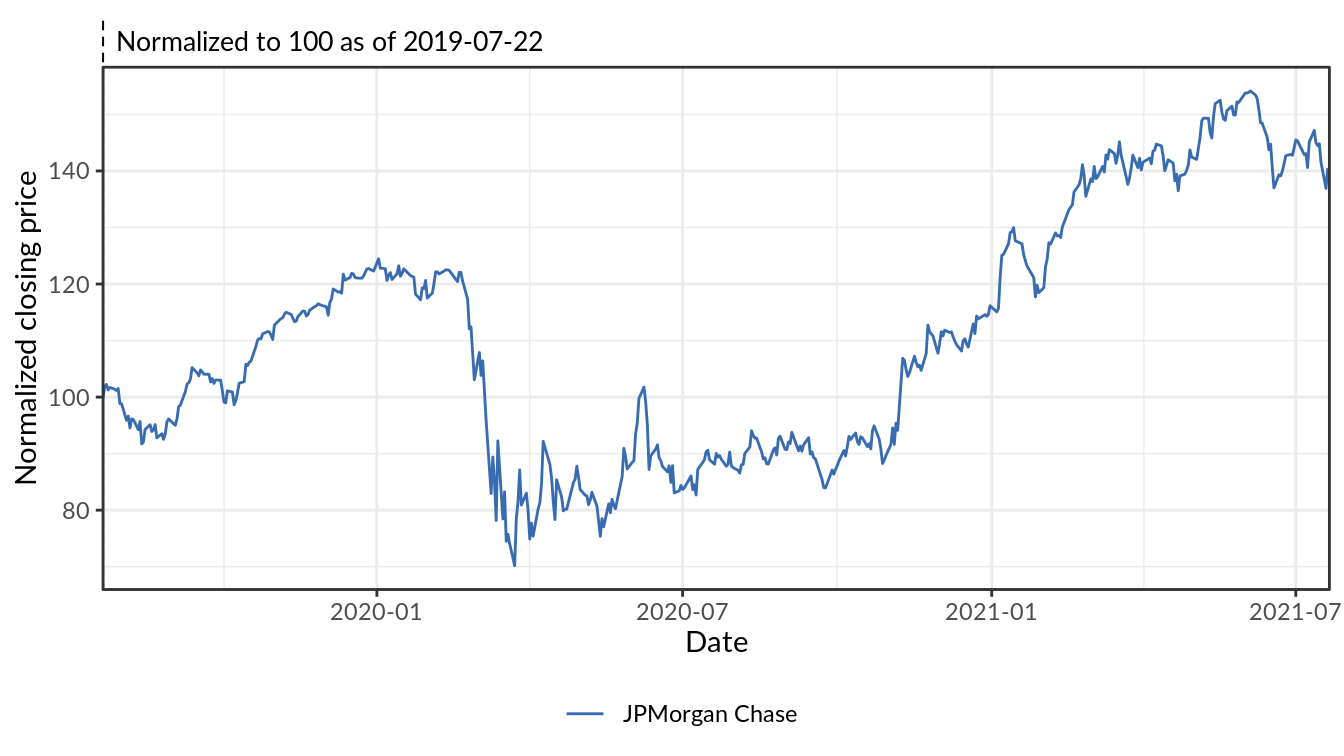 Normalized to 100 as of 2019-07-22
Normalized closing price
140
120
100
80
2020-01
2020-07
2021-01
2021-07
Date
JPMorgan Chase